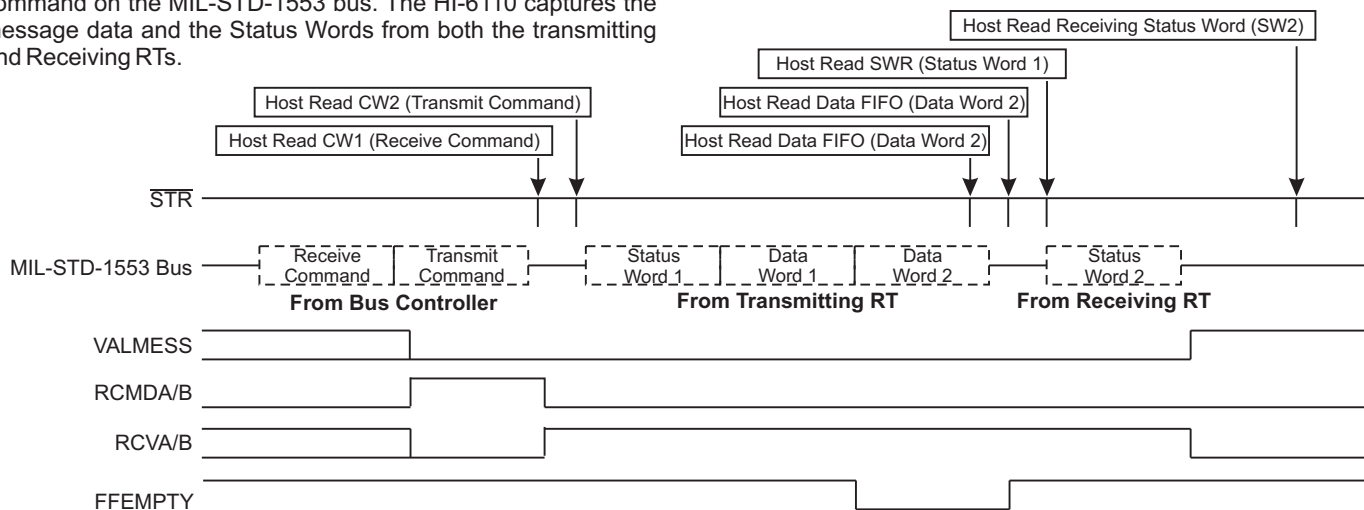 command on the MIL-STD-1553 bus. The HI-6110 captures the
message data and the Status Words from both the transmitting
and Receiving RTs.
Host Read Receiving Status Word (SW2)
Host Read SWR (Status Word 1)
Host Read CW2 (Transmit Command)
Host Read Data FIFO (Data Word 2)
Host Read CW1 (Receive Command)
Host Read Data FIFO (Data Word 2)
STR
MIL-STD-1553 Bus
Receive Command
Transmit Command
Status Word 1
Data Word 1
Data Word 2
Status Word 2
From Bus Controller
From Transmitting RT
From Receiving RT
VALMESS
RCMDA/B
RCVA/B
FFEMPTY